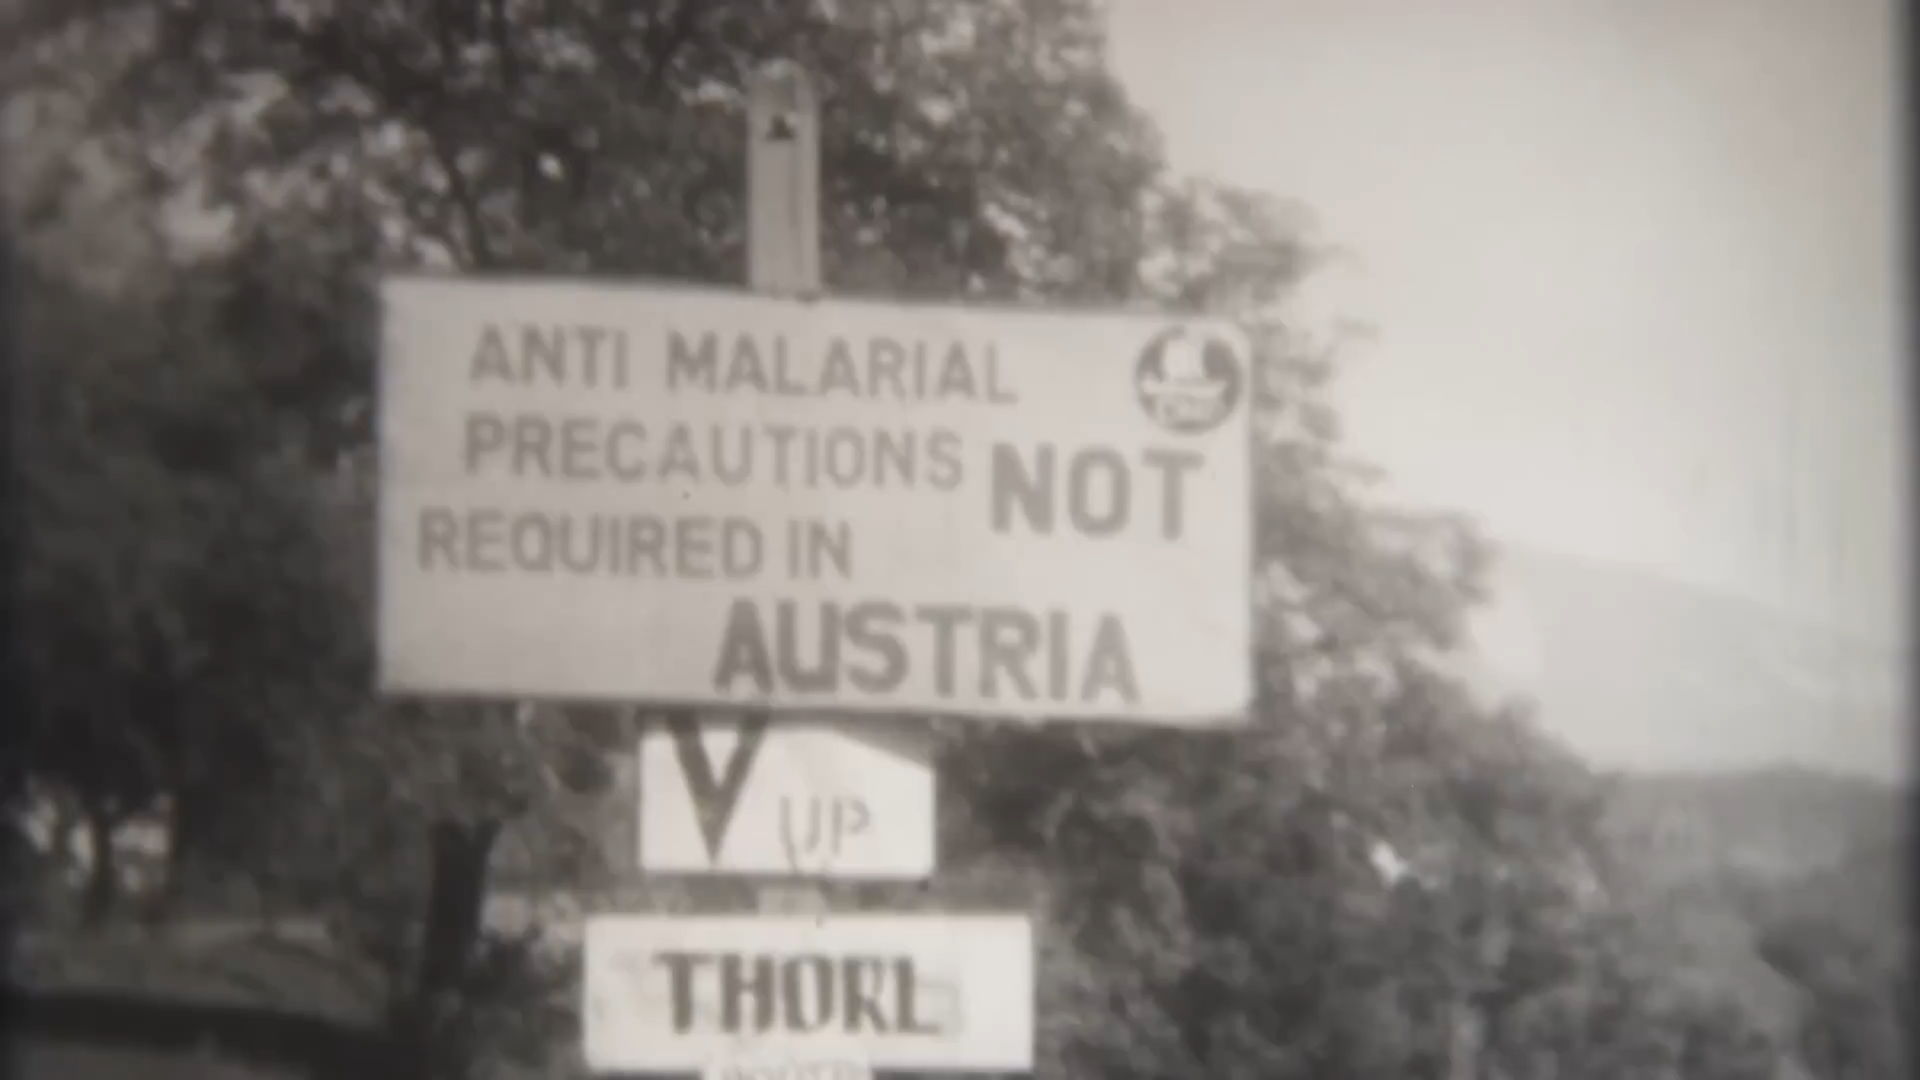 ANTI MALARIAL
PRECAUTIONS NOT
REQUIRED IN
AUSTRIA
V UP
THORL